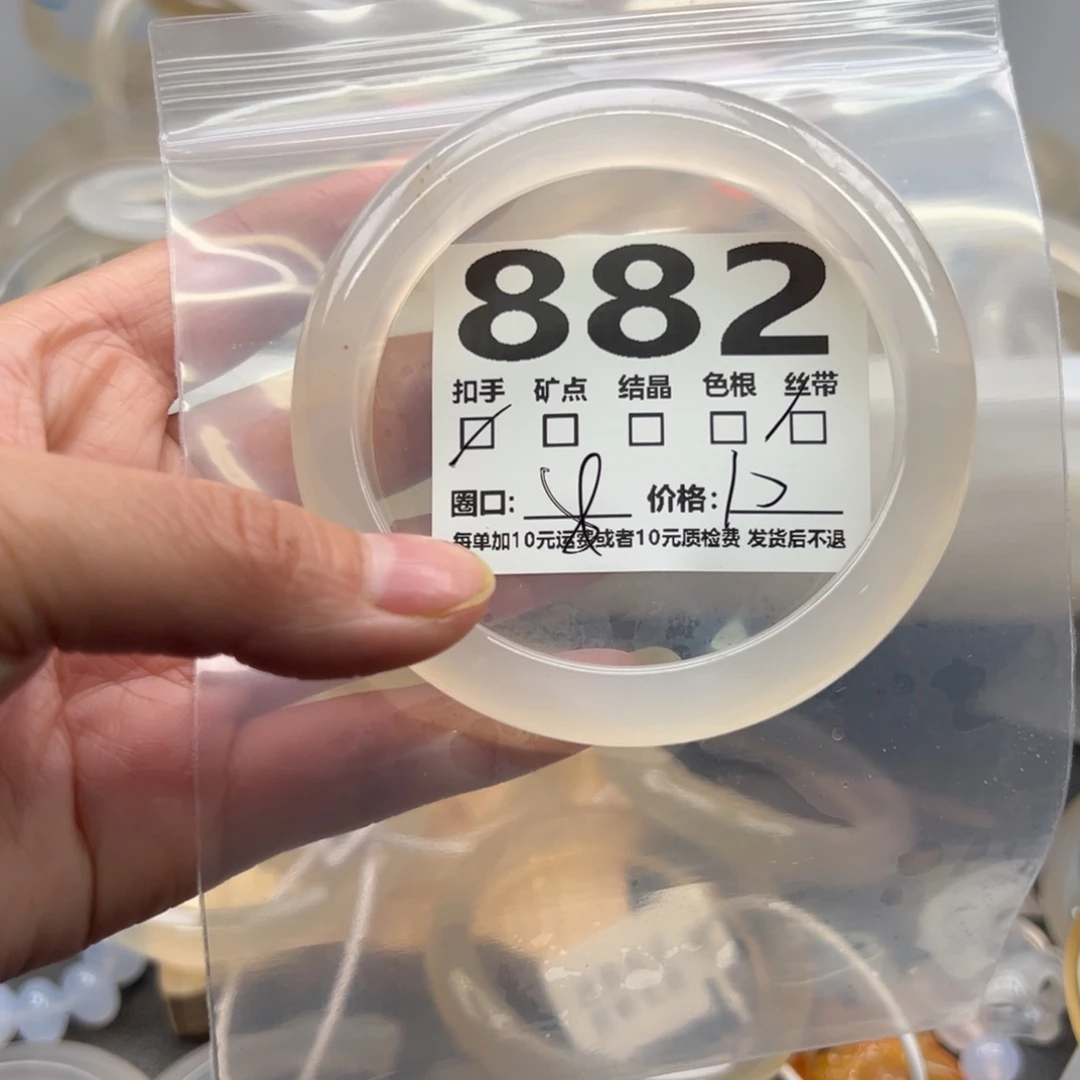 882
扣手 矿点 结晶 色根 丝带
圈口: 价格:
每单加10元运费或者10元质检费 发货后不退